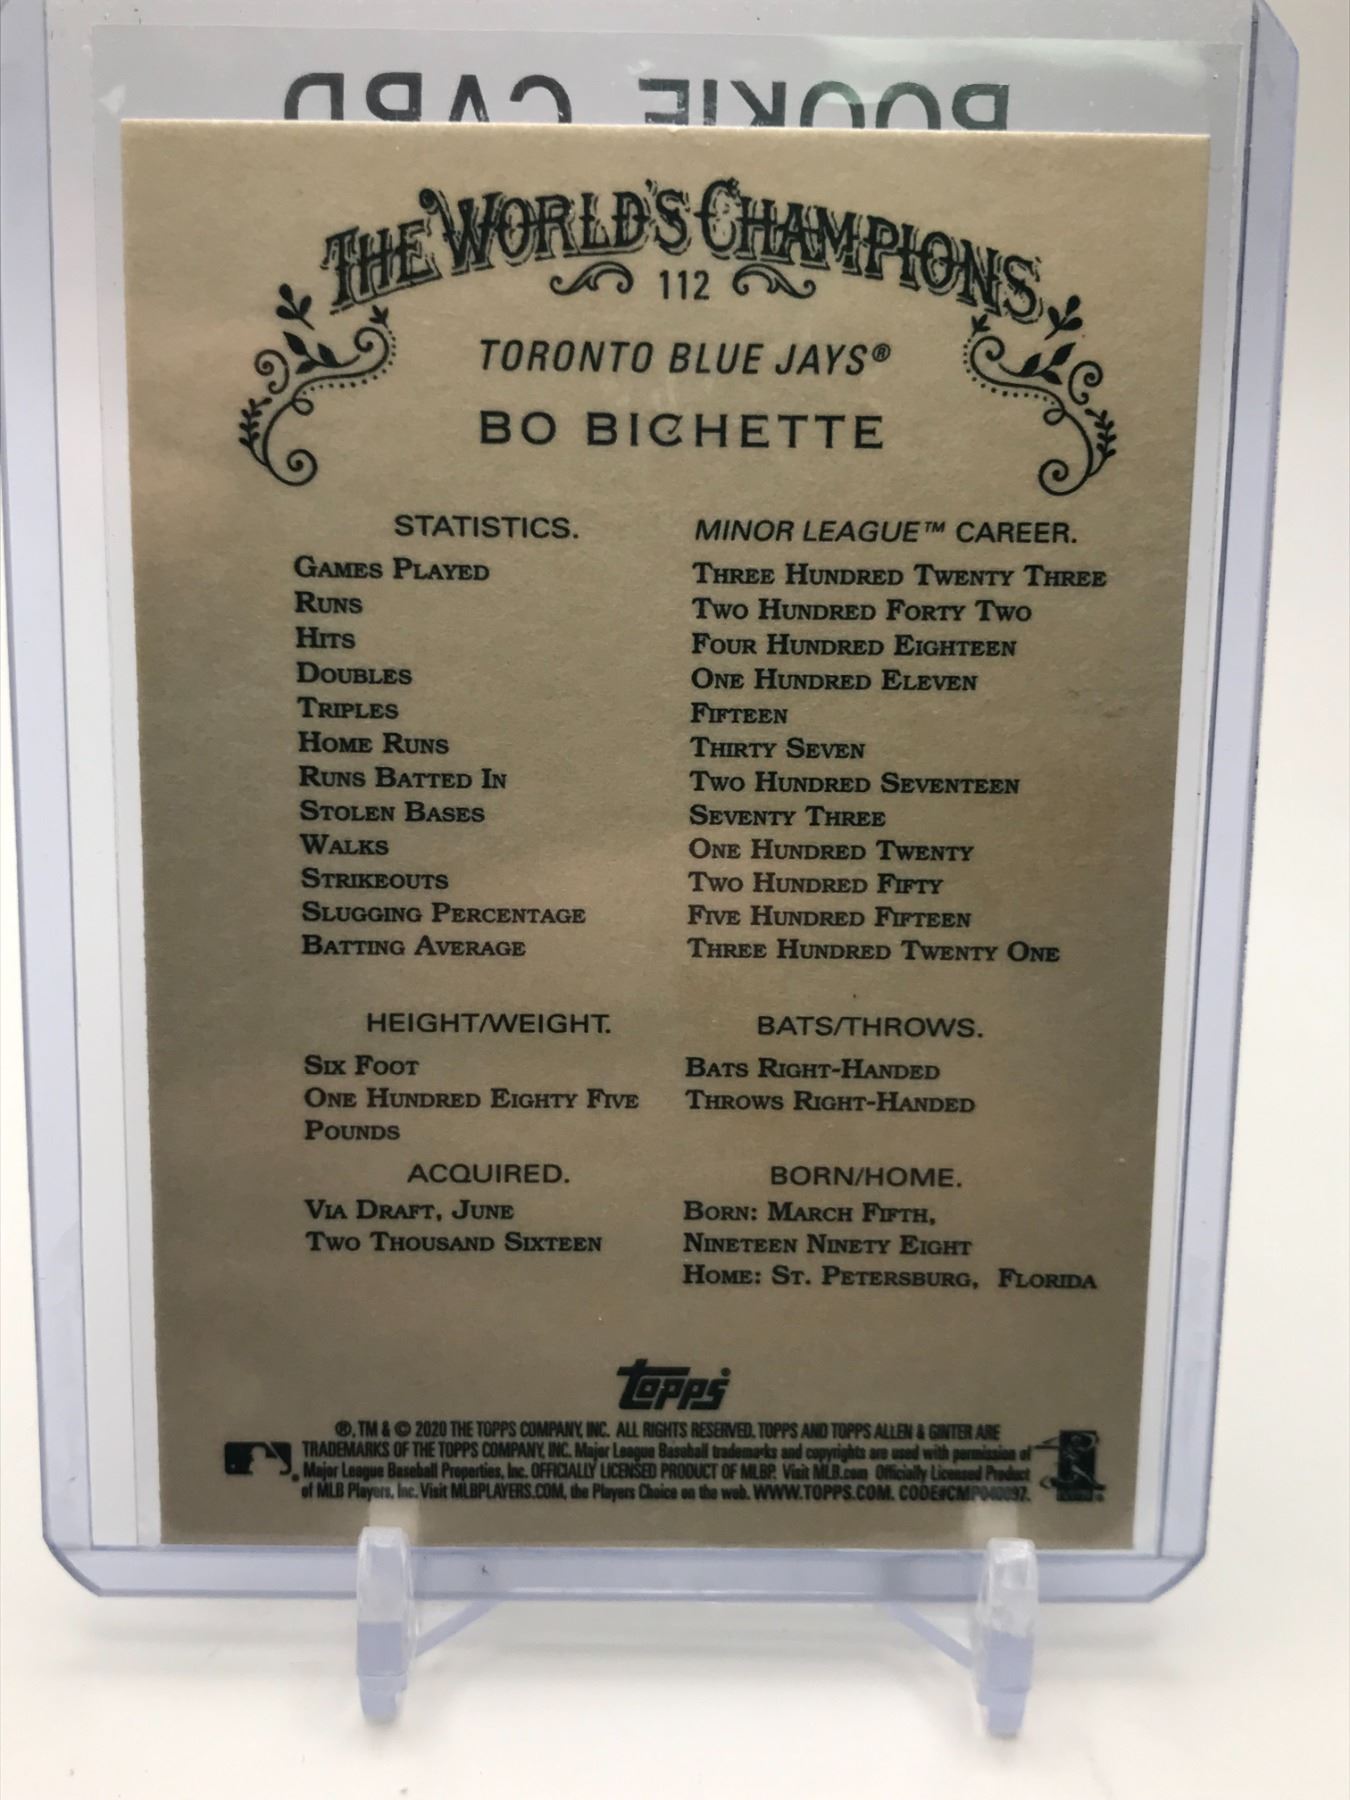 ROOKIE CARD
THE WORLD'S CHAMPIONS
112
TORONTO BLUE JAYS®
BO BICHETTE
STATISTICS. MINOR LEAGUE™ CAREER.
GAMES PLAYED THREE HUNDRED TWENTY THREE
RUNS TWO HUNDRED FORTY TWO
HITS FOUR HUNDRED EIGHTEEN
DOUBLES ONE HUNDRED ELEVEN
TRIPLES FIFTEEN
HOME RUNS THIRTY SEVEN
RUNS BATTED IN TWO HUNDRED SEVENTEEN
STOLEN BASES SEVENTY THREE
WALKS ONE HUNDRED TWENTY
STRIKEOUTS TWO HUNDRED FIFTY
SLUGGING PERCENTAGE FIVE HUNDRED FIFTEEN
BATTING AVERAGE THREE HUNDRED TWENTY ONE
HEIGHT/WEIGHT.
SIX FOOT
ONE HUNDRED EIGHTY FIVE
POUNDS
BATS/THROWS.
BATS RIGHT-HANDED
THROWS RIGHT-HANDED
ACQUIRED.
VIA DRAFT, JUNE
TWO THOUSAND SIXTEEN
BORN/HOME.
BORN: MARCH FIFTH,
NINETEEN NINETY EIGHT
HOME: ST. PETERSBURG, FLORIDA
topps
®, TM & © 2020 THE TOPPS COMPANY, INC. ALL RIGHTS RESERVED. TOPPS AND TOPPS ALLEN & GINTER ARE
TRADEMARKS OF THE TOPPS COMPANY, INC. Major League Baseball trademarks and copyrights are used with permission of
Major League Baseball Properties, Inc. OFFICIALLY LICENSED PRODUCT OF MLBP. Visit MLB.com Officially Licensed Product
of MLB Players, Inc. Visit MLBPLAYERS.COM, the Players Choice on the web. WWW.TOPPS.COM. CODE#CMP040097.